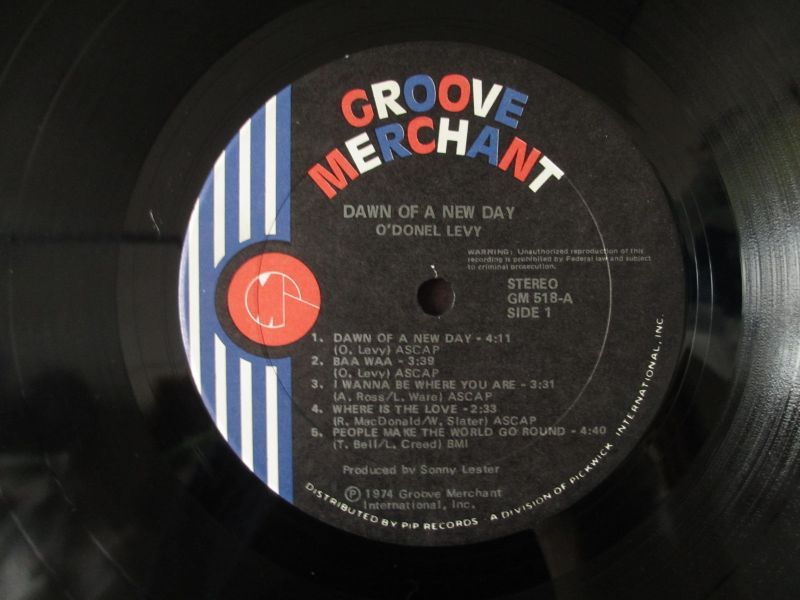 GROOVE
MERCHANT
DAWN OF A NEW DAY
O'DONEL LEVY
WARNING: Unauthorized reproduction of this
recording is prohibited by Federal law and subject
to criminal prosecution.
STEREO
GM 518-A
SIDE 1
1. DAWN OF A NEW DAY - 4:11
(O. Levy) ASCAP
2. BAA WAA - 3:39
(O. Levy) ASCAP
3. I WANNA BE WHERE YOU ARE - 3:31
(A. Ross/L. Ware) ASCAP
4. WHERE IS THE LOVE - 2:33
(R. MacDonald/W. Slater) ASCAP
5. PEOPLE MAKE THE WORLD GO ROUND - 4:40
(T. Bell/L. Creed) BMI
Produced by Sonny Lester
Ⓟ 1974 Groove Merchant
International, Inc.
DISTRIBUTED BY PIP RECORDS A DIVISION OF PICKWICK INTERNATIONAL, INC.